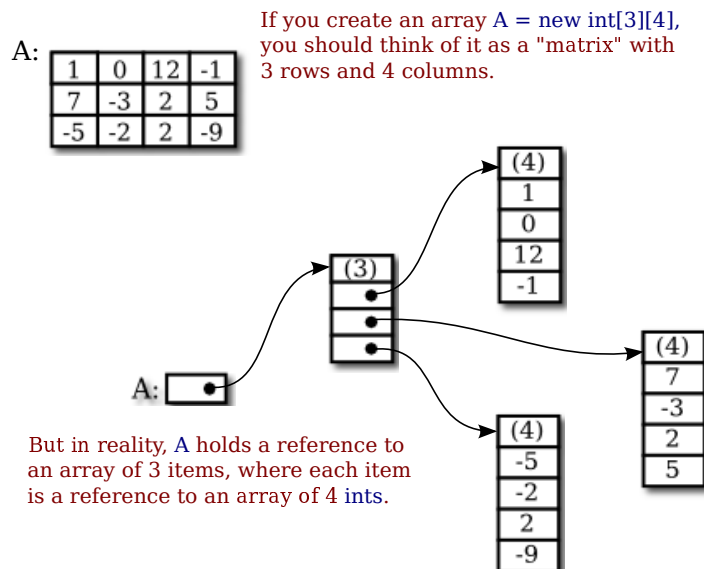 If you create an array A = new int[3][4],
you should think of it as a "matrix" with
3 rows and 4 columns.
A:
1 0 12 -1
7 -3 2 5
-5 -2 2 -9
(4)
1
0
12
-1
(3)
(4)
7
-3
2
5
A:
(4)
-5
-2
2
-9
But in reality, A holds a reference to
an array of 3 items, where each item
is a reference to an array of 4 ints.